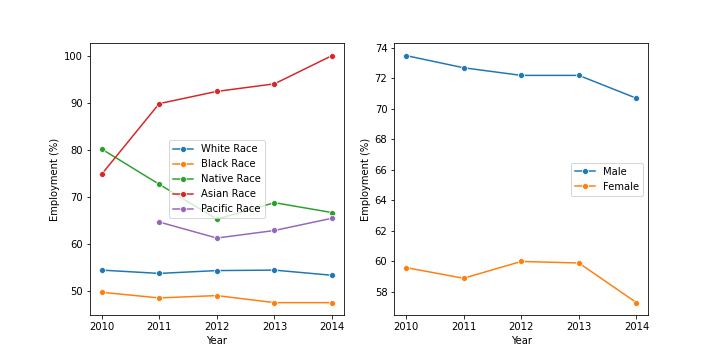 100
90
80
70
60
50
Employment (%)
White Race
Black Race
Native Race
Asian Race
Pacific Race
2010 2011 2012 2013 2014
Year
74
72
70
68
66
64
62
60
58
Employment (%)
Male
Female
2010 2011 2012 2013 2014
Year